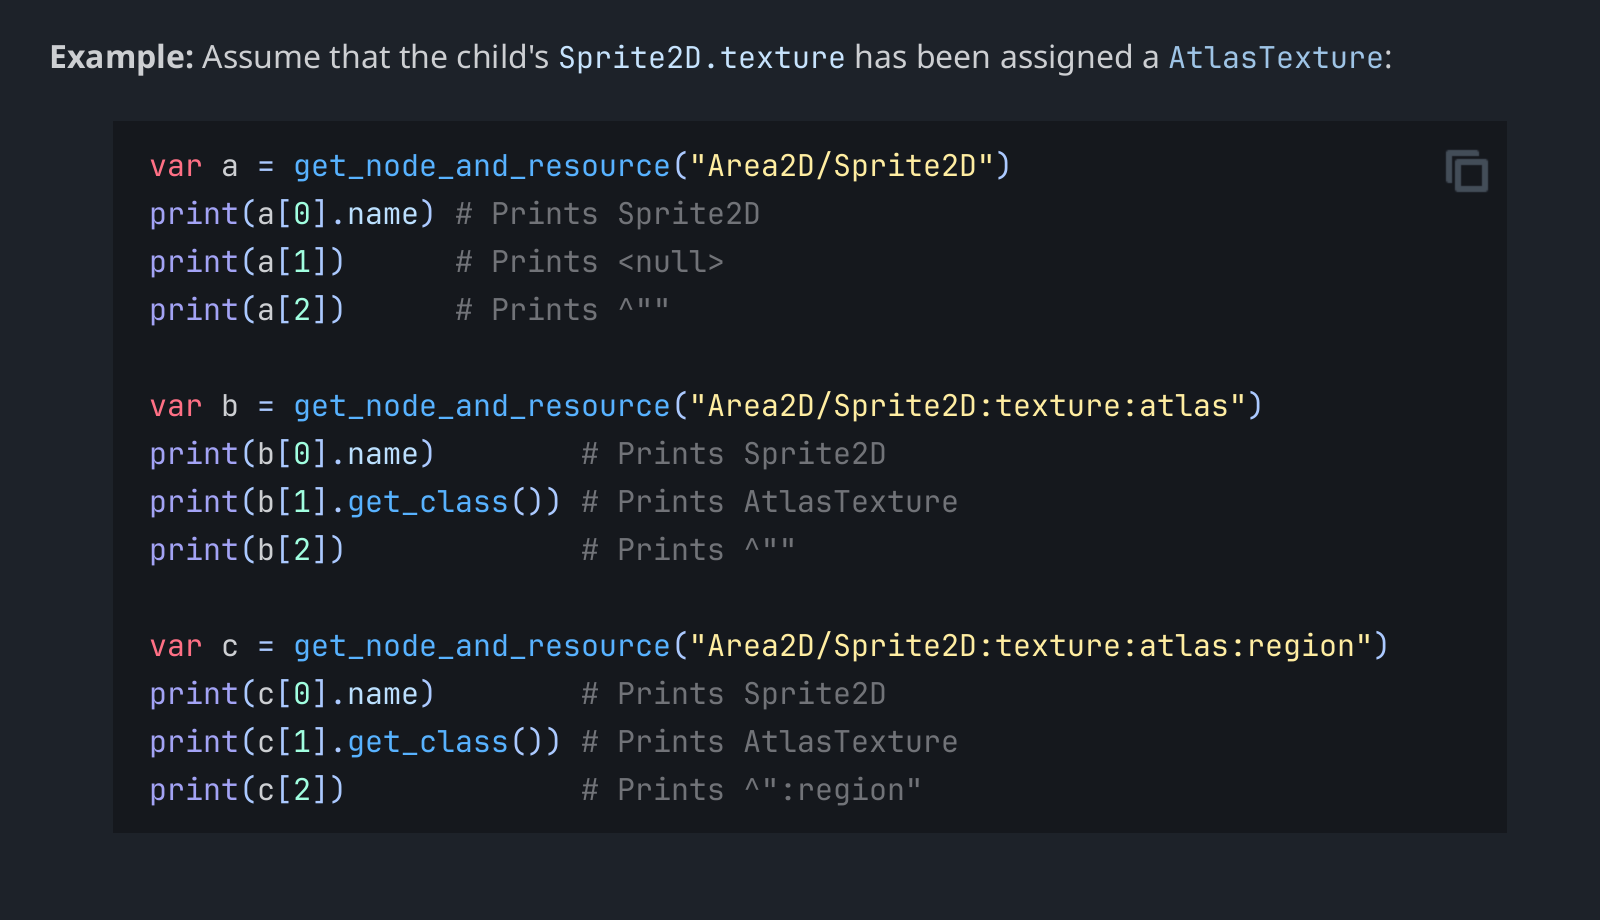 Example: Assume that the child's Sprite2D.texture has been assigned a AtlasTexture:
var a = get_node_and_resource("Area2D/Sprite2D")
print(a[0].name) # Prints Sprite2D
print(a[1])      # Prints <null>
print(a[2])      # Prints ^""
var b = get_node_and_resource("Area2D/Sprite2D:texture:atlas")
print(b[0].name)        # Prints Sprite2D
print(b[1].get_class()) # Prints AtlasTexture
print(b[2])             # Prints ^""
var c = get_node_and_resource("Area2D/Sprite2D:texture:atlas:region")
print(c[0].name)        # Prints Sprite2D
print(c[1].get_class()) # Prints AtlasTexture
print(c[2])             # Prints ^":region"